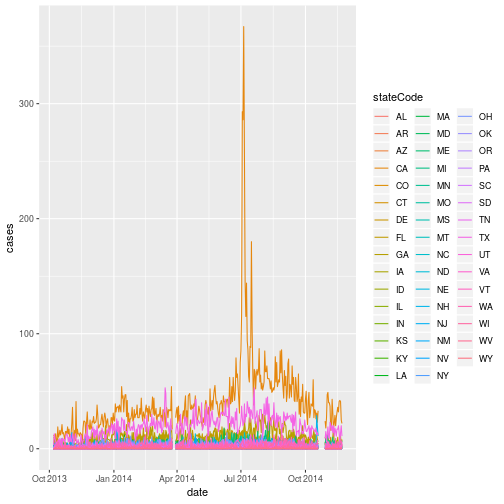 300
200
100
0
cases
Oct 2013
Jan 2014
Apr 2014
Jul 2014
Oct 2014
date
stateCode
AL MA OH
AR MD OK
AZ ME OR
CA MI PA
CO MN SC
CT MO SD
DE MS TN
FL MT TX
GA NC UT
IA ND VA
ID NE VT
IL NH WA
IN NJ WI
KS NM WV
KY NV WY
LA NY